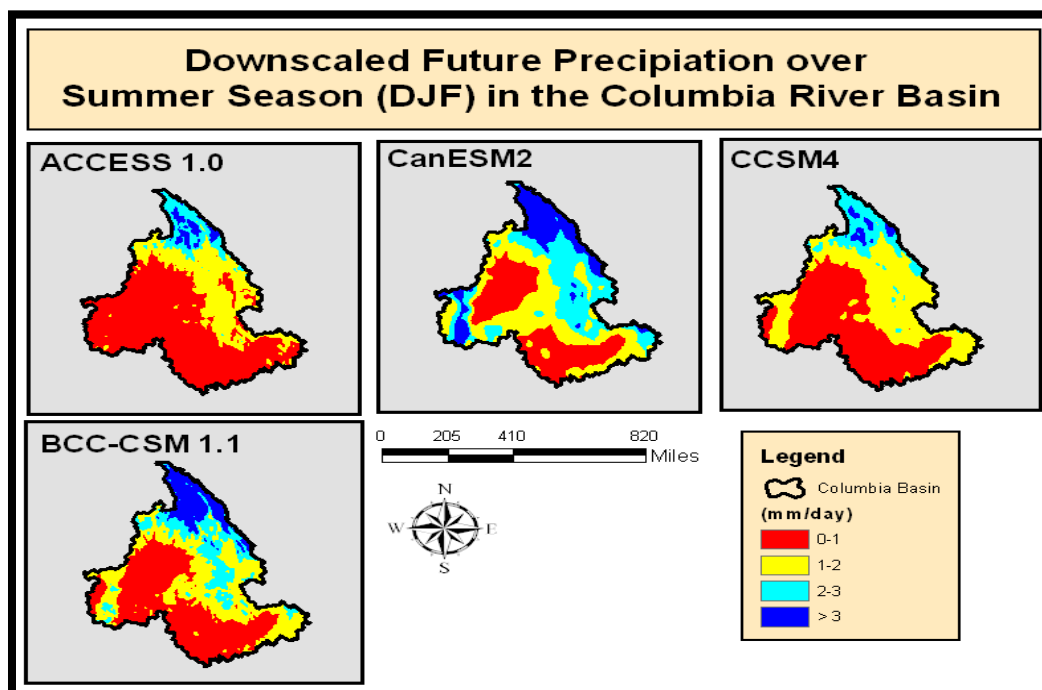 Downscaled Future Precipiation over
Summer Season (DJF) in the Columbia River Basin
ACCESS 1.0
CanESM2
CCSM4
BCC-CSM 1.1
0 205 410 820
Miles
N
W E
S
Legend
Columbia Basin
(mm/day)
0-1
1-2
2-3
> 3